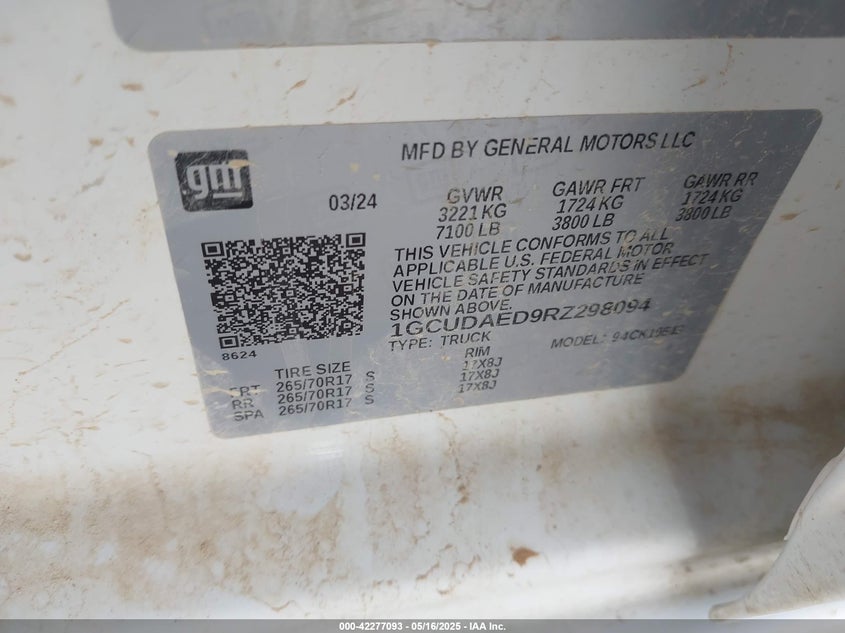 MFD BY GENERAL MOTORS LLC
gm
03/24
GVWR GAWR FRT GAWR RR
3221 KG 1724 KG 1724 KG
7100 LB 3800 LB 3800 LB
THIS VEHICLE CONFORMS TO ALL
APPLICABLE U.S. FEDERAL MOTOR
VEHICLE SAFETY STANDARDS IN EFFECT
ON THE DATE OF MANUFACTURE
SHOWN ABOVE.
1GCUDAED9RZ298094
TYPE: TRUCK MODEL:
8624
TIRE SIZE RIM
FRT 265/70R17 S 17X8J
RR 265/70R17 S 17X8J
SPA 265/70R17 S 17X8J
000-42277093 - 05/16/2025 - IAA Inc.